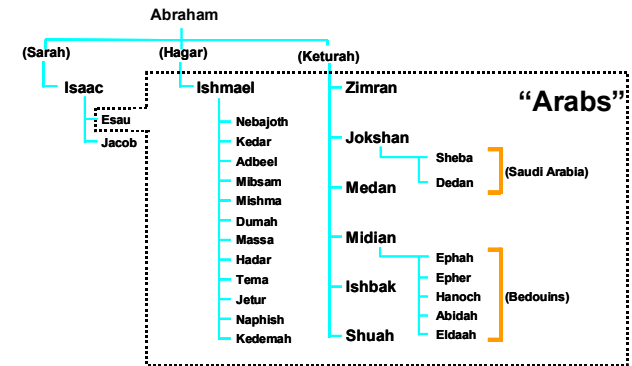 Abraham
(Sarah)
(Hagar)
(Keturah)
Isaac
Ishmael
Zimran
“Arabs”
Esau
Jacob
Nebajoth
Kedar
Adbeel
Mibsam
Mishma
Dumah
Massa
Hadar
Tema
Jetur
Naphish
Kedemah
Jokshan
Sheba
Dedan
(Saudi Arabia)
Medan
Midian
Ephah
Epher
Hanoch
Abidah
Eldaah
(Bedouins)
Ishbak
Shuah